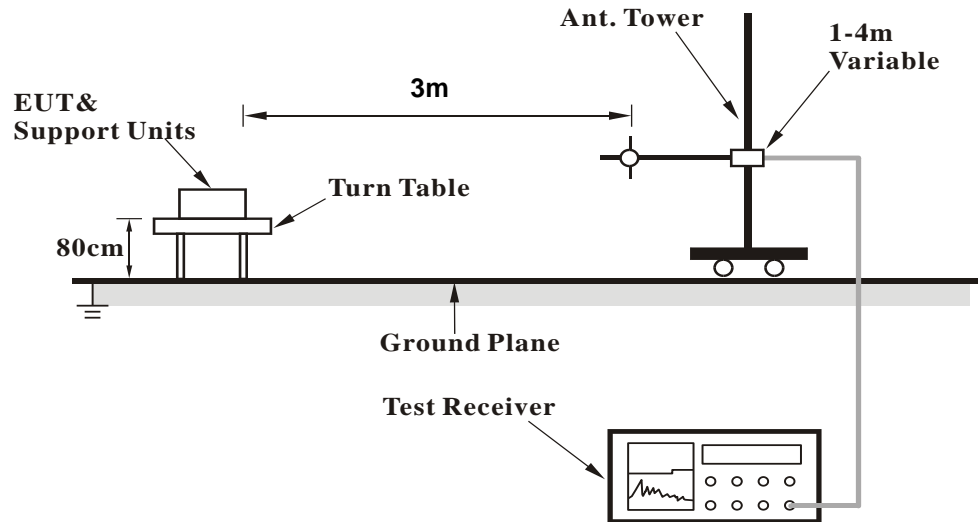 Ant. Tower
1-4m
Variable
3m
EUT&
Support Units
Turn Table
80cm
Ground Plane
Test Receiver